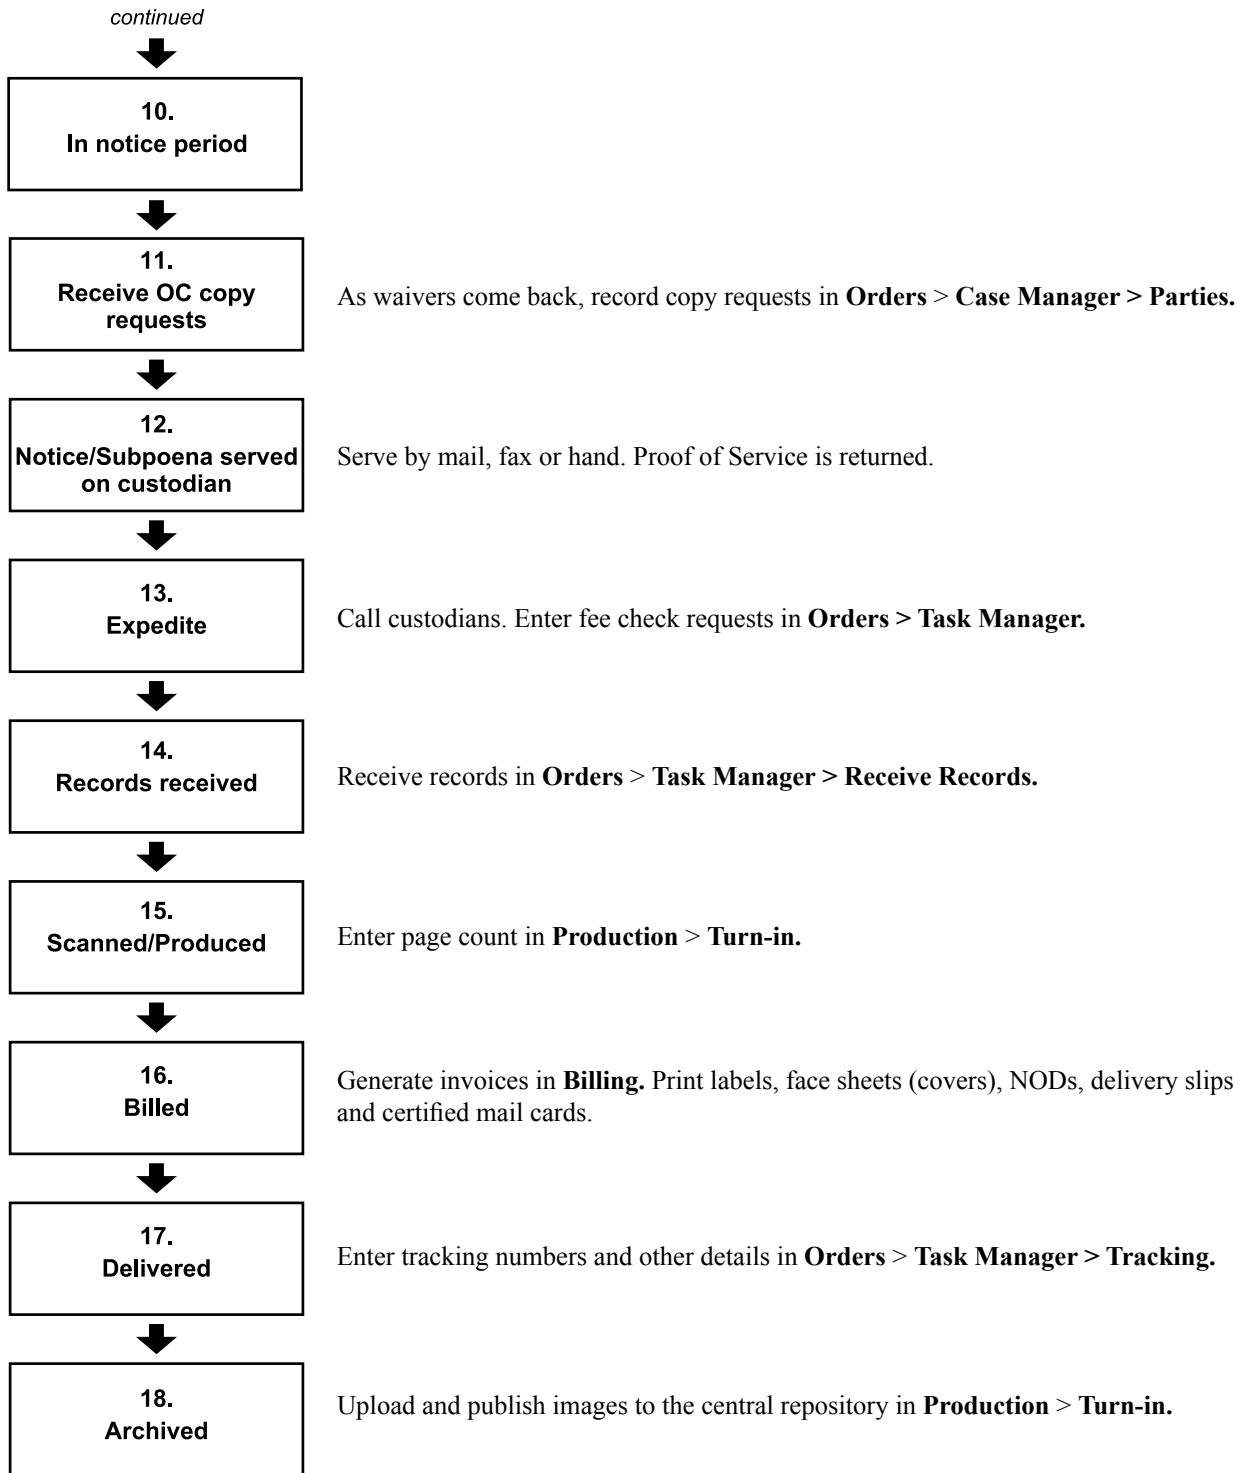 continued
10.
In notice period
11.
Receive OC copy
requests
As waivers come back, record copy requests in Orders > Case Manager > Parties.
12.
Notice/Subpoena served
on custodian
Serve by mail, fax or hand. Proof of Service is returned.
13.
Expedite
Call custodians. Enter fee check requests in Orders > Task Manager.
14.
Records received
Receive records in Orders > Task Manager > Receive Records.
15.
Scanned/Produced
Enter page count in Production > Turn-in.
16.
Billed
Generate invoices in Billing. Print labels, face sheets (covers), NODs, delivery slips
and certified mail cards.
17.
Delivered
Enter tracking numbers and other details in Orders > Task Manager > Tracking.
18.
Archived
Upload and publish images to the central repository in Production > Turn-in.